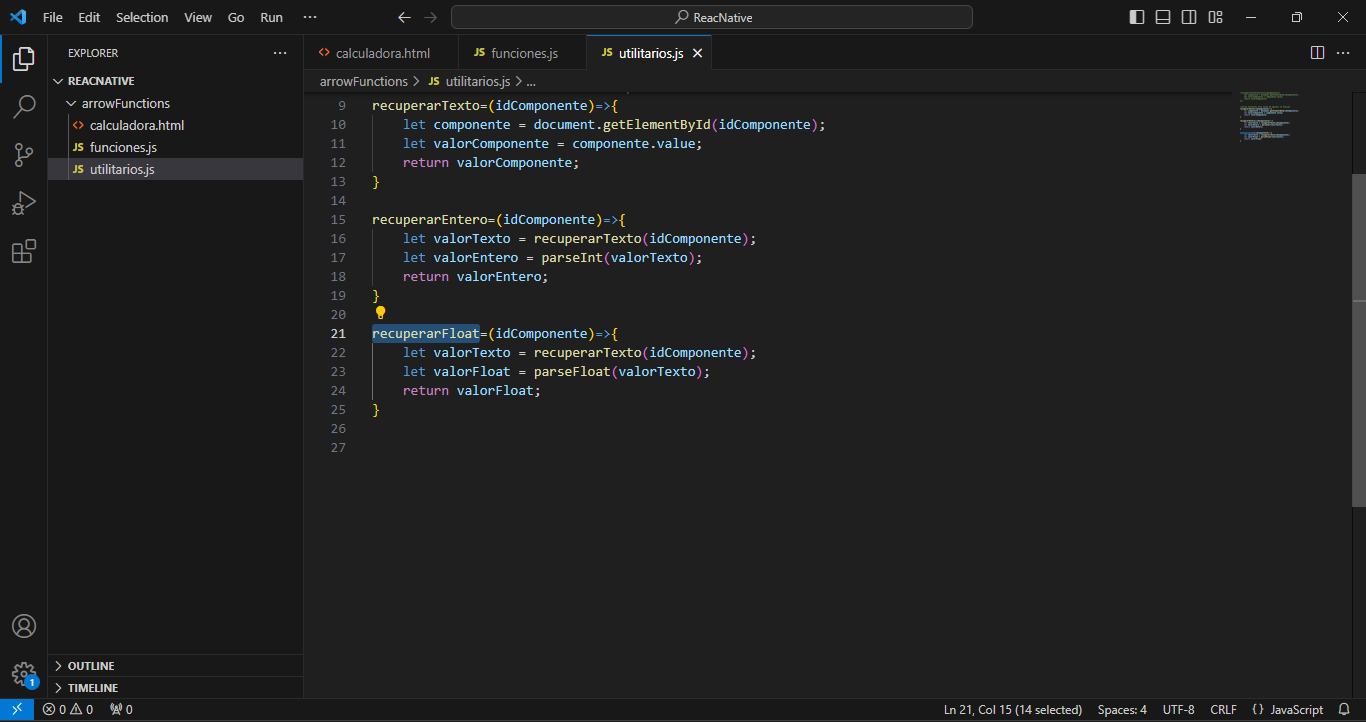 File Edit Selection View Go Run ··· ReacNative
EXPLORER ···
REACNATIVE
arrowFunctions
<> calculadora.html
JS funciones.js
JS utilitarios.js
OUTLINE
TIMELINE
<> calculadora.html JS funciones.js JS utilitarios.js ···
arrowFunctions > JS utilitarios.js > ...
9 recuperarTexto=(idComponente)=>{
10     let componente = document.getElementById(idComponente);
11     let valorComponente = componente.value;
12     return valorComponente;
13 }
14
15 recuperarEntero=(idComponente)=>{
16     let valorTexto = recuperarTexto(idComponente);
17     let valorEntero = parseInt(valorTexto);
18     return valorEntero;
19 }
20
21 recuperarFloat=(idComponente)=>{
22     let valorTexto = recuperarTexto(idComponente);
23     let valorFloat = parseFloat(valorTexto);
24     return valorFloat;
25 }
26
27
1
0 0 0 Ln 21, Col 15 (14 selected) Spaces: 4 UTF-8 CRLF {} JavaScript